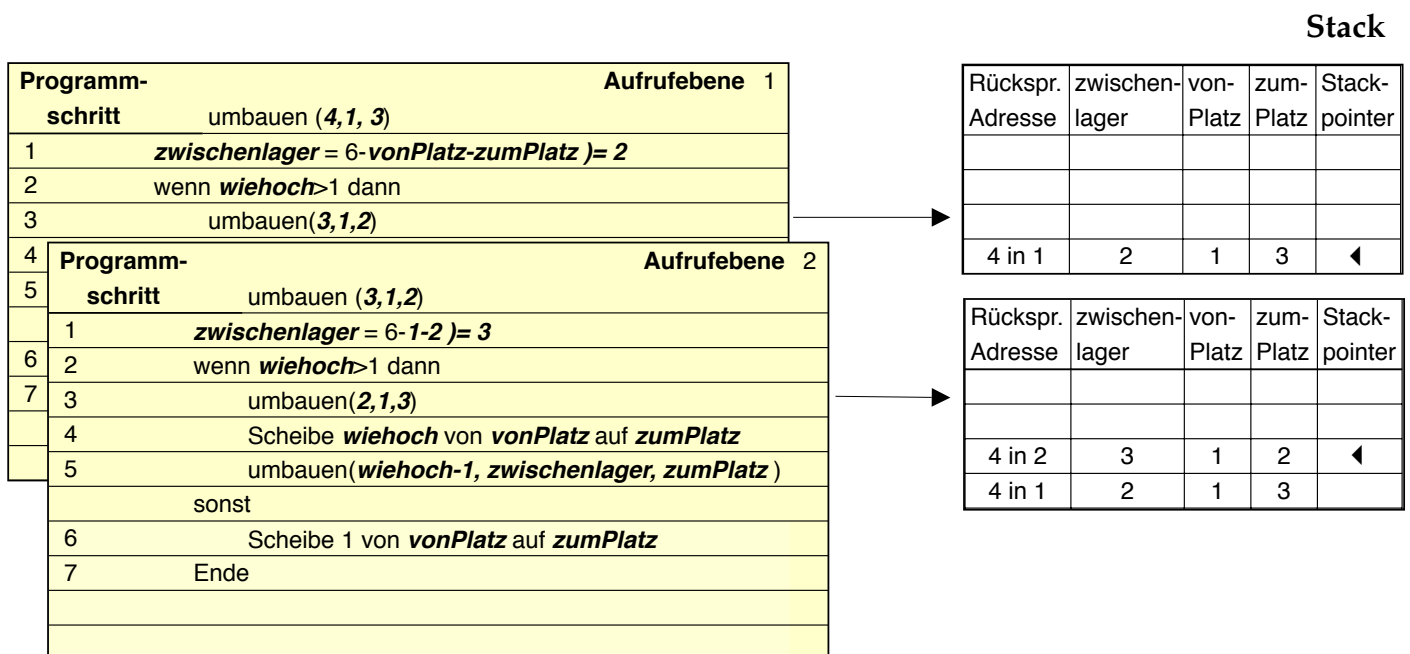 Stack
Programm- Aufrufebene 1
schritt umbauen (4,1, 3)
1 zwischenlager = 6-vonPlatz-zumPlatz )= 2
2 wenn wiehoch>1 dann
3 umbauen(3,1,2)
4
5
6
7
Programm- Aufrufebene 2
schritt umbauen (3,1,2)
1 zwischenlager = 6-1-2 )= 3
2 wenn wiehoch>1 dann
3 umbauen(2,1,3)
4 Scheibe wiehoch von vonPlatz auf zumPlatz
5 umbauen(wiehoch-1, zwischenlager, zumPlatz )
sonst
6 Scheibe 1 von vonPlatz auf zumPlatz
7 Ende
Rückspr. zwischen- von- zum- Stack-
Adresse lager Platz Platz pointer
4 in 1 2 1 3
Rückspr. zwischen- von- zum- Stack-
Adresse lager Platz Platz pointer
4 in 2 3 1 2
4 in 1 2 1 3